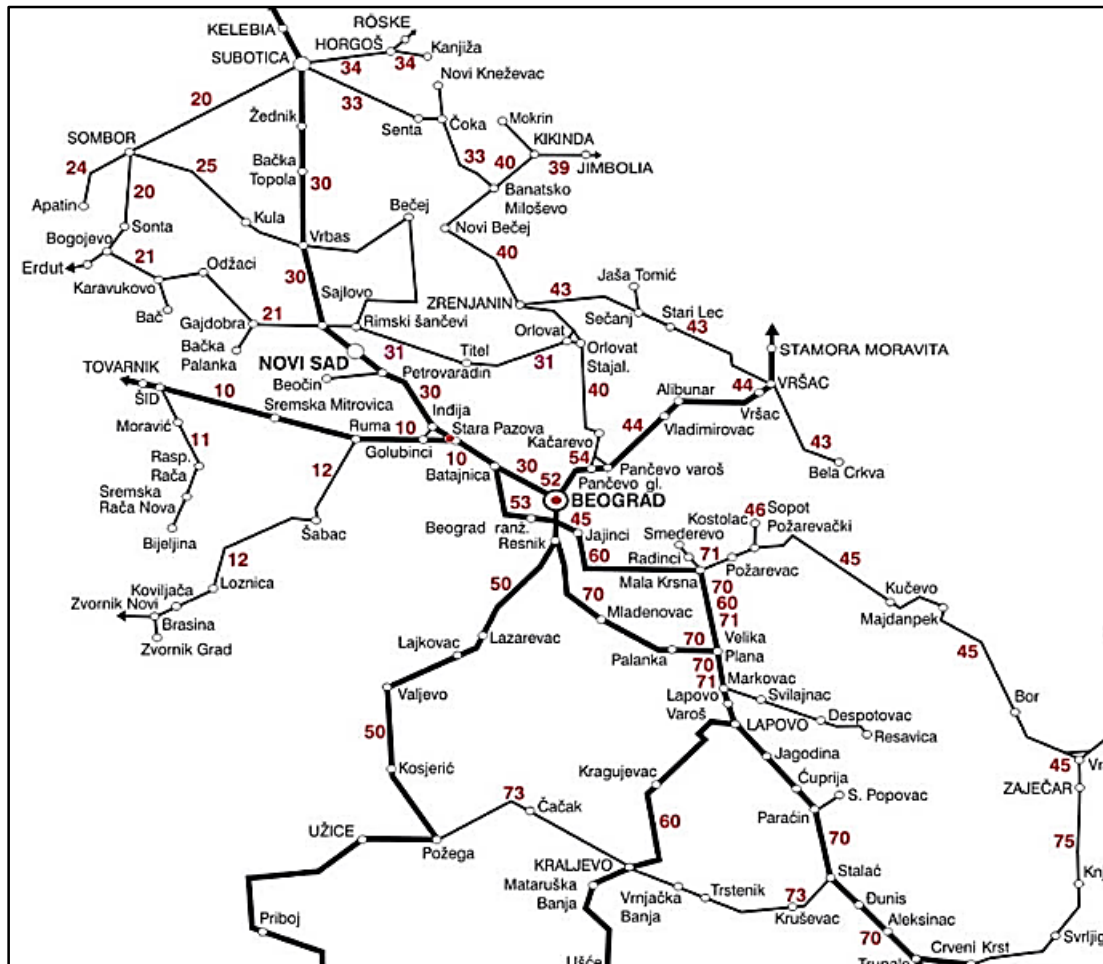 RÖSKE
KELEBIA
HORGOŠ
SUBOTICA
Kanjiža
34
34
Novi Kneževac
20
33
Žednik
Senta
Čoka
Mokrin
SOMBOR
KIKINDA
24
25
Bačka
Topola
33
40
39
JIMBOLIA
30
20
Banatsko
Miloševo
Apatin
Bečej
Sonta
Kula
Vrbas
Novi Bečej
Bogojevo
Erdut
21
Odžaci
30
40
Jaša Tomić
Karavukovo
Sajlovo
ZRENJANIN
43
Bač
Sečanj
Stari Lec
Gajdobra
21
Rimski šančevi
Orlovat
43
Bačka
Palanka
31
Titel
31
Orlovat
Stajal.
STAMORA MORAVITA
NOVI SAD
TOVARNIK
Petrovaradin
Beočin
40
Alibunar
44
VRŠAC
ŠID
10
30
Vršac
Sremska Mitrovica
Inđija
Moravić
Ruma
10
Stara Pazova
Kačarevo
44
Vladimirovac
43
11
Golubinci
10
Rasp.
Rača
12
Batajnica
30
54
Pančevo varoš
Bela Crkva
52
Pančevo gl.
Sremska
Rača Nova
BEOGRAD
53
46
Sopot
Kostolac
Požarevački
Beograd ranž.
45
Bijeljina
Šabac
Resnik
Jajinci
Smederevo
60
Radinci
71
45
12
Požarevac
Koviljača
Loznica
50
Mala Krsna
70
Kučevo
Zvornik Novi
70
Mladenovac
60
Majdanpek
Brasina
71
Zvornik Grad
Lajkovac
Lazarevac
70
Velika
Plana
45
Palanka
70
71
Markovac
Valjevo
Lapovo
Varoš
Svilajnac
Bor
LAPOVO
Despotovac
50
Resavica
Jagodina
45
Kosjerić
Kragujevac
Ćuprija
ZAJEČAR
73
Čačak
S. Popovac
Paraćin
60
UŽICE
70
Požega
75
KRALJEVO
Stalać
Mataruška
Banja
Vrnjačka
Banja
Trstenik
73
Kruševac
Đunis
Priboj
Aleksinac
70
Crveni Krst
Ušće